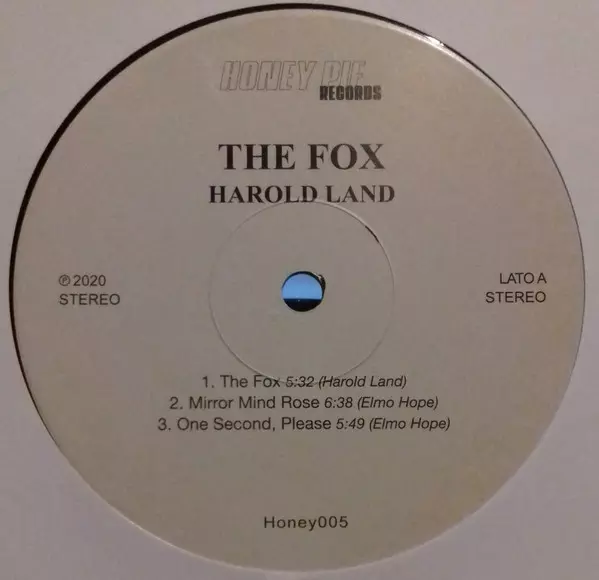 HONEY PIE
RECORDS
THE FOX
HAROLD LAND
℗ 2020
STEREO
LATO A
STEREO
1. The Fox 5:32 (Harold Land)
2. Mirror Mind Rose 6:38 (Elmo Hope)
3. One Second, Please 5:49 (Elmo Hope)
Honey005